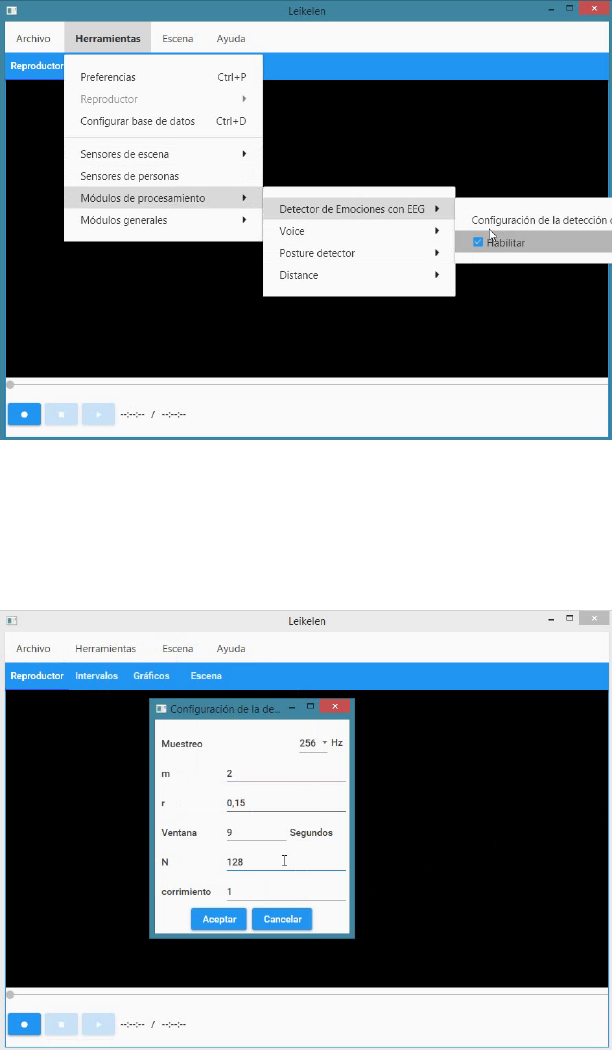 Leikelen
Archivo Herramientas Escena Ayuda
Reproductor
Preferencias Ctrl+P
Reproductor
Configurar base de datos Ctrl+D
Sensores de escena
Sensores de personas
Módulos de procesamiento
Módulos generales
Detector de Emociones con EEG
Voice
Posture detector
Distance
Configuración de la detección
Habilitar
--:--:-- / --:--:--
Leikelen
Archivo Herramientas Escena Ayuda
Reproductor Intervalos Gráficos Escena
Configuración de la de...
Muestreo 256 Hz
m 2
r 0,15
Ventana 9 Segundos
N 128
corrimiento 1
Aceptar Cancelar
--:--:-- / --:--:--